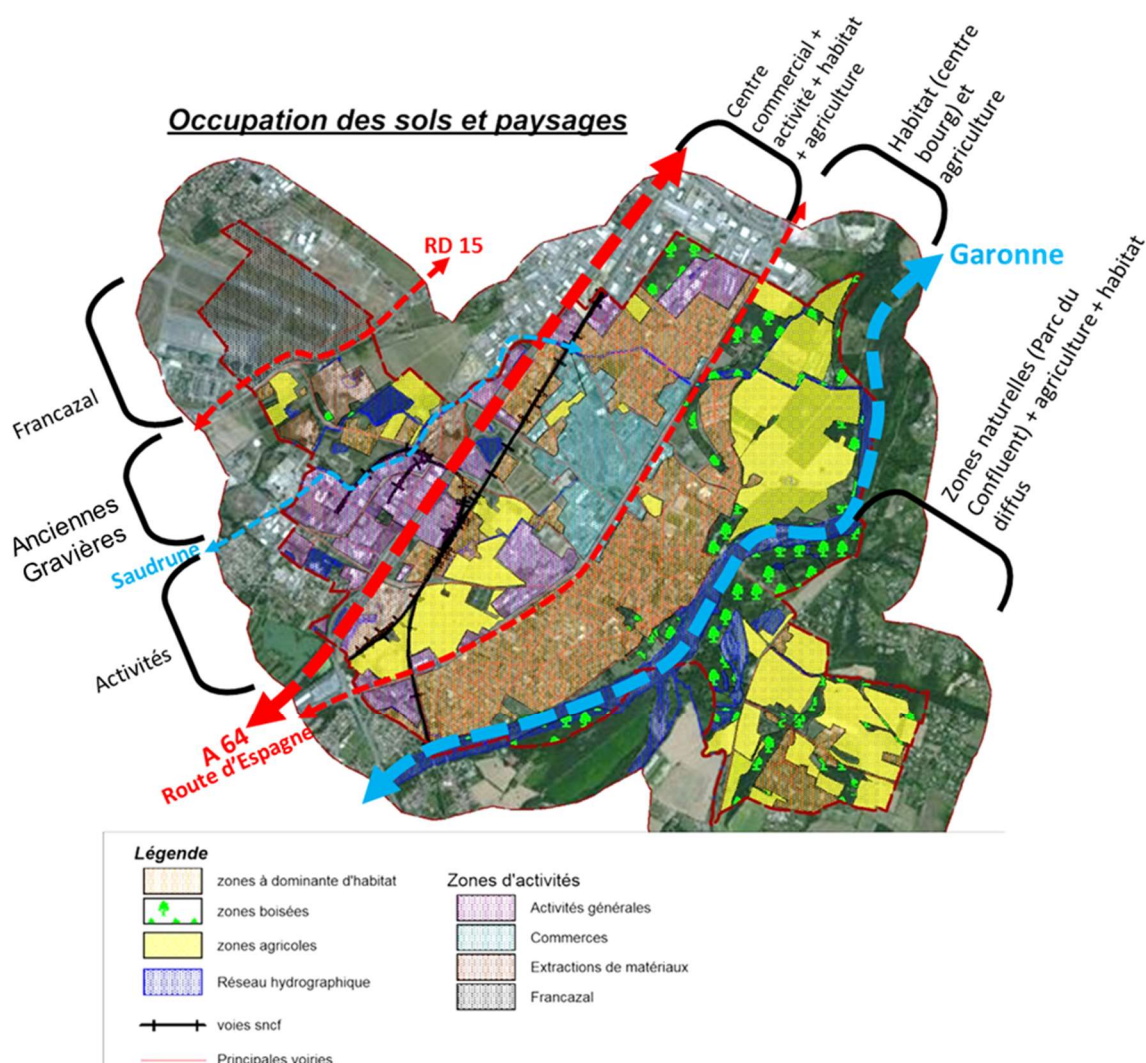 Occupation des sols et paysages
Centre
commercial +
activité + habitat
+ agriculture
Habitat (centre
bourg) et
agriculture
RD 15
Garonne
Zones naturelles (Parc du
Confluent) + agriculture + habitat
diffus
Francazal
Anciennes
Gravières
Saudrune
Activités
A 64
Route d'Espagne
Légende
zones à dominante d'habitat
zones boisées
zones agricoles
Réseau hydrographique
voies sncf
Principales voiries
Zones d'activités
Activités générales
Commerces
Extractions de matériaux
Francazal